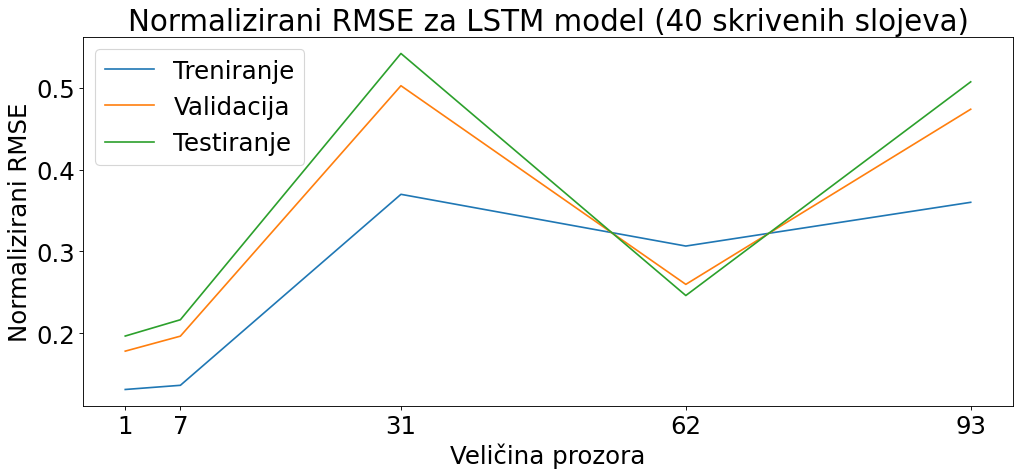 Normalizirani RMSE za LSTM model (40 skrivenih slojeva)
Treniranje
Validacija
Testiranje
Normalizirani RMSE
0.5
0.4
0.3
0.2
1 7 31 62 93
Veličina prozora